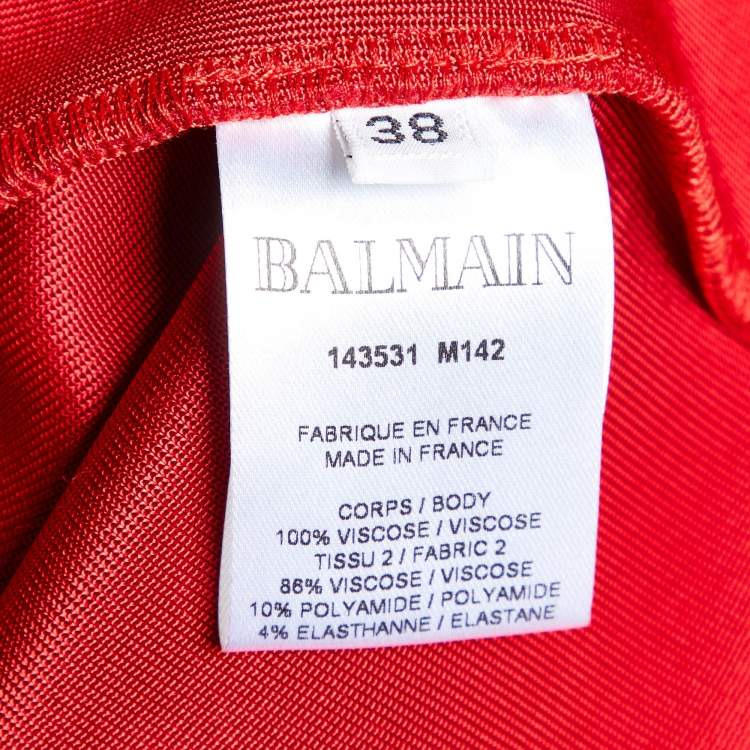 38
BALMAIN
143531 M142
FABRIQUE EN FRANCE
MADE IN FRANCE
CORPS / BODY
100% VISCOSE / VISCOSE
TISSU 2 / FABRIC 2
86% VISCOSE / VISCOSE
10% POLYAMIDE / POLYAMIDE
4% ELASTHANNE / ELASTANE